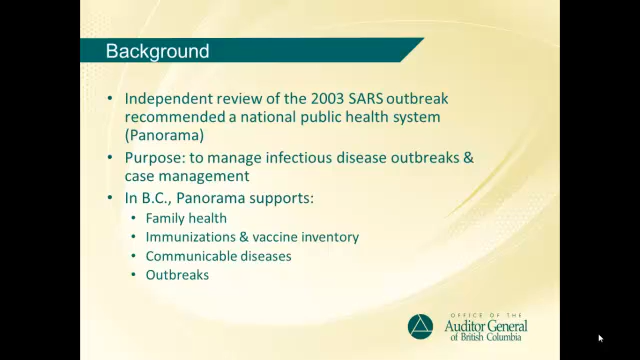 Background
• Independent review of the 2003 SARS outbreak
recommended a national public health system
(Panorama)
• Purpose: to manage infectious disease outbreaks &
case management
• In B.C., Panorama supports:
• Family health
• Immunizations & vaccine inventory
• Communicable diseases
• Outbreaks
OFFICE OF THE
Auditor General
of British Columbia